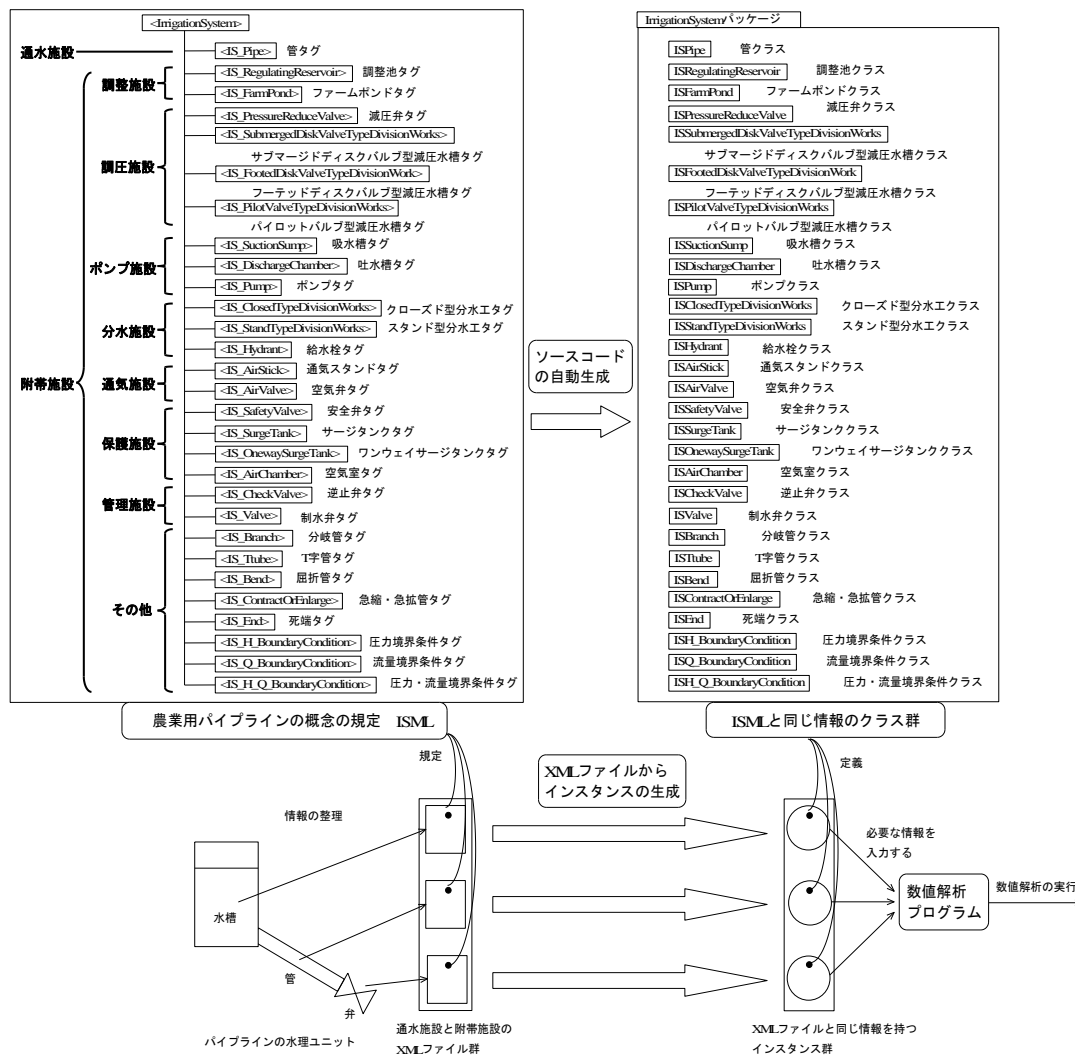 <IrrigationSystem>
通水施設
<IS_Pipe> 管タグ
附帯施設
調整施設
<IS_RegulatingReservoir> 調整池タグ
<IS_FarmPond> ファームポンドタグ
調圧施設
<IS_PressureReduceValve> 減圧弁タグ
<IS_SubmergedDiskValveTypeDivisionWorks>
サブマージドディスクバルブ型減圧水槽タグ
<IS_FootedDiskValveTypeDivisionWork>
フーテッドディスクバルブ型減圧水槽タグ
<IS_PilotValveTypeDivisionWorks>
パイロットバルブ型減圧水槽タグ
ポンプ施設
<IS_SuctionSump> 吸水槽タグ
<IS_DischargeChamber> 吐水槽タグ
<IS_Pump> ポンプタグ
分水施設
<IS_ClosedTypeDivisionWorks> クローズド型分水工タグ
<IS_StandTypeDivisionWorks> スタンド型分水工タグ
<IS_Hydrant> 給水栓タグ
通気施設
<IS_AirStick> 通気スタンドタグ
<IS_AirValve> 空気弁タグ
保護施設
<IS_SafetyValve> 安全弁タグ
<IS_SurgeTank> サージタンクタグ
<IS_OnewaySurgeTank> ワンウェイサージタンクタグ
<IS_AirChamber> 空気室タグ
管理施設
<IS_CheckValve> 逆止弁タグ
<IS_Valve> 制水弁タグ
その他
<IS_Branch> 分岐管タグ
<IS_Ttube> T字管タグ
<IS_Bend> 屈折管タグ
<IS_ContractOrEnlarge> 急縮・急拡管タグ
<IS_End> 死端タグ
<IS_H_BoundaryCondition> 圧力境界条件タグ
<IS_Q_BoundaryCondition> 流量境界条件タグ
<IS_H_Q_BoundaryCondition> 圧力・流量境界条件タグ
ソースコード
の自動生成
IrrigationSystemパッケージ
ISPipe 管クラス
ISRegulatingReservoir 調整池クラス
ISFarmPond ファームポンドクラス
ISPressureReduceValve 減圧弁クラス
ISSubmergedDiskValveTypeDivisionWorks
サブマージドディスクバルブ型減圧水槽クラス
ISFootedDiskValveTypeDivisionWork
フーテッドディスクバルブ型減圧水槽クラス
ISPilotValveTypeDivisionWorks
パイロットバルブ型減圧水槽クラス
ISSuctionSump 吸水槽クラス
ISDischargeChamber 吐水槽クラス
ISPump ポンプクラス
ISClosedTypeDivisionWorks クローズド型分水工クラス
ISStandTypeDivisionWorks スタンド型分水工クラス
ISHydrant 給水栓クラス
ISAirStick 通気スタンドクラス
ISAirValve 空気弁クラス
ISSafetyValve 安全弁クラス
ISSurgeTank サージタンククラス
ISOnewaySurgeTank ワンウェイサージタンククラス
ISAirChamber 空気室クラス
ISCheckValve 逆止弁クラス
ISValve 制水弁クラス
ISBranch 分岐管クラス
ISTtube T字管クラス
ISBend 屈折管クラス
ISContractOrEnlarge 急縮・急拡管クラス
ISEnd 死端クラス
ISH_BoundaryCondition 圧力境界条件クラス
ISQ_BoundaryCondition 流量境界条件クラス
ISH_Q_BoundaryCondition 圧力・流量境界条件クラス
農業用パイプラインの概念の規定 ISML
ISMLと同じ情報のクラス群
規定
XMLファイルから
インスタンスの生成
定義
情報の整理
必要な情報を
入力する
水槽
数値解析
プログラム
数値解析の実行
管
弁
パイプラインの水理ユニット
通水施設と附帯施設の
XMLファイル群
XMLファイルと同じ情報を持つ
インスタンス群